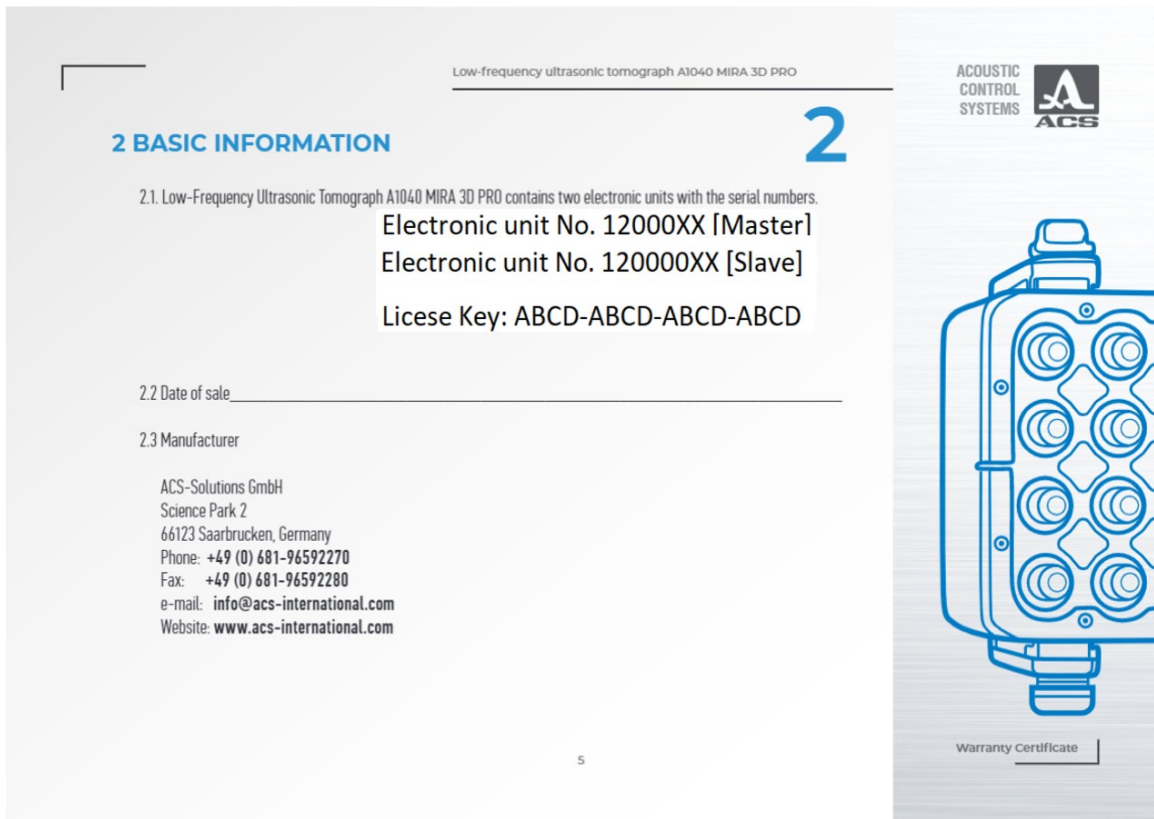 Low-frequency ultrasonic tomograph A1040 MIRA 3D PRO
ACOUSTIC
CONTROL
SYSTEMS
ACS
2
2 BASIC INFORMATION
2.1. Low-Frequency Ultrasonic Tomograph A1040 MIRA 3D PRO contains two electronic units with the serial numbers.
Electronic unit No. 12000XX [Master]
Electronic unit No. 120000XX [Slave]
Licese Key: ABCD-ABCD-ABCD-ABCD
2.2 Date of sale
2.3 Manufacturer
ACS-Solutions GmbH
Science Park 2
66123 Saarbrucken, Germany
Phone: +49 (0) 681-96592270
Fax: +49 (0) 681-96592280
e-mail: info@acs-international.com
Website: www.acs-international.com
5
Warranty Certificate